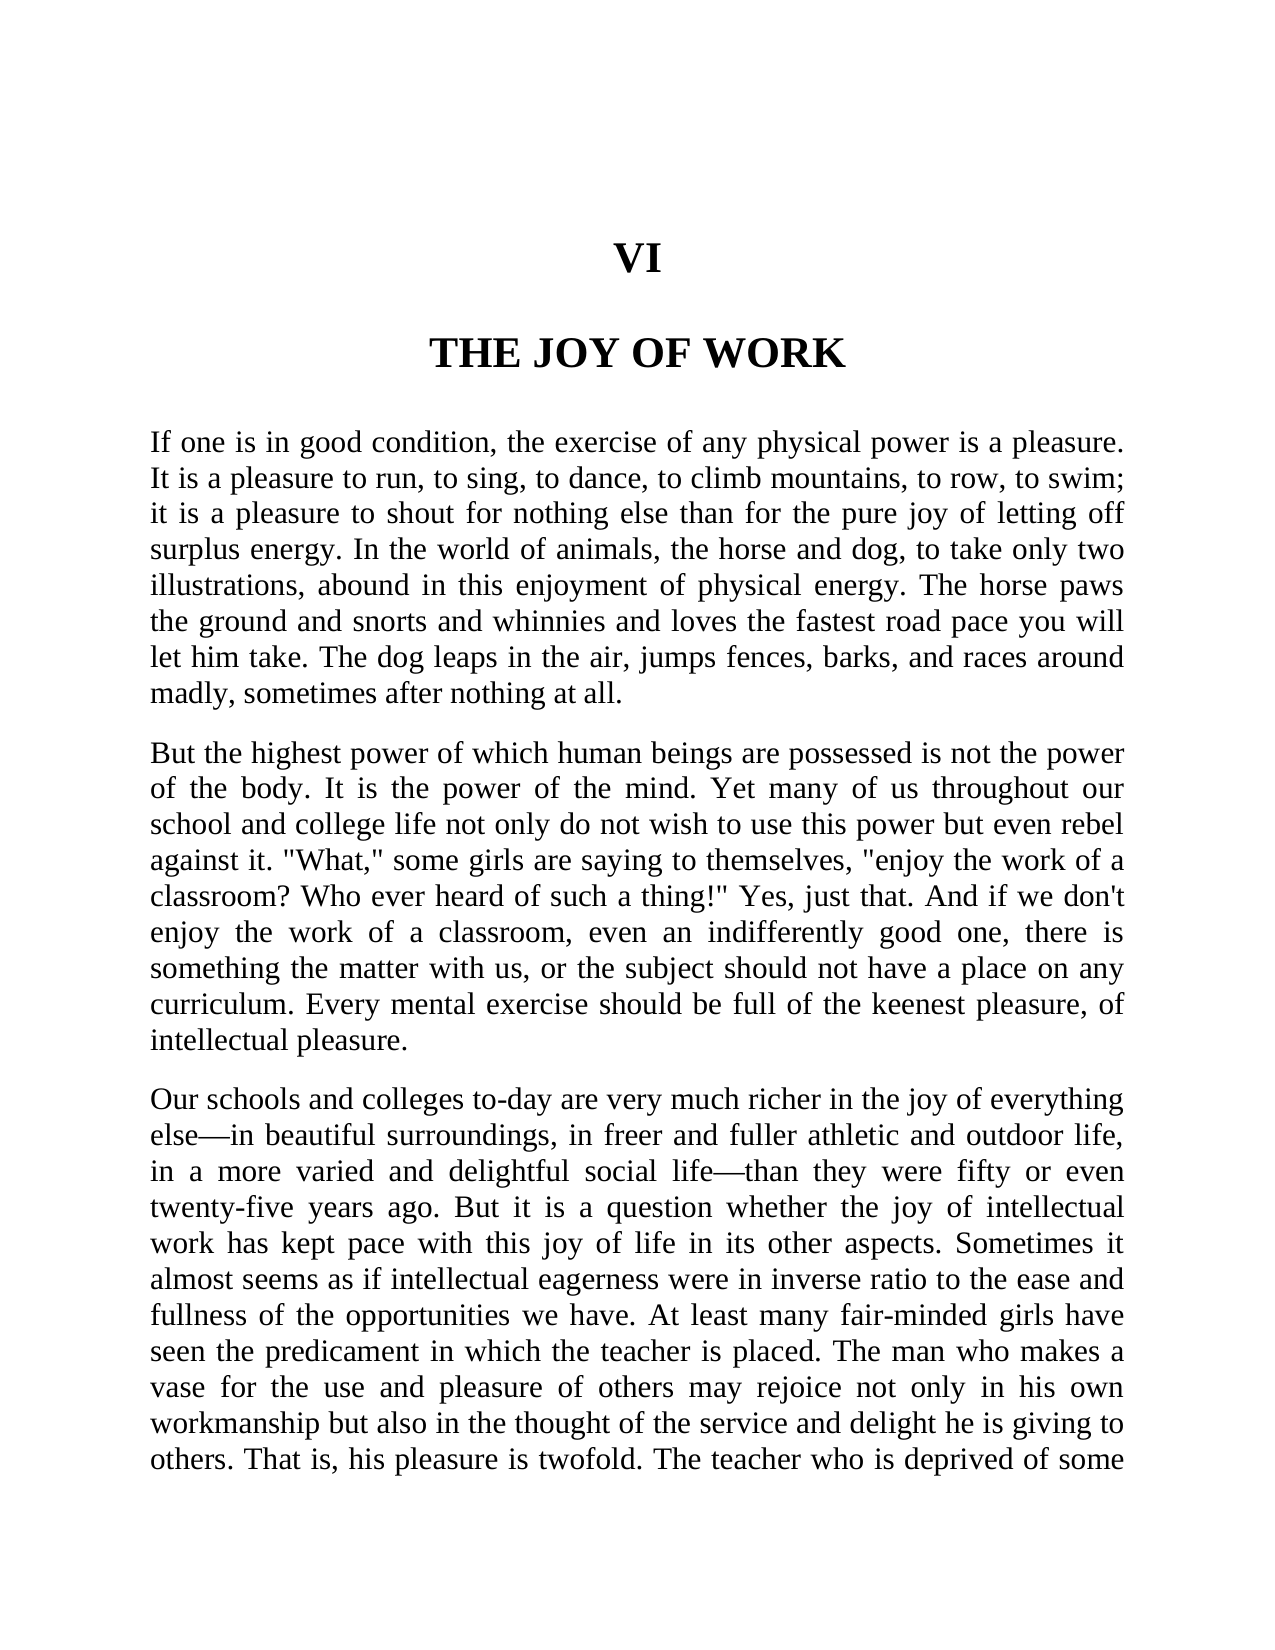 VI
THE JOY OF WORK
If one is in good condition, the exercise of any physical power is a pleasure.
It is a pleasure to run, to sing, to dance, to climb mountains, to row, to swim;
it is a pleasure to shout for nothing else than for the pure joy of letting off
surplus energy. In the world of animals, the horse and dog, to take only two
illustrations, abound in this enjoyment of physical energy. The horse paws
the ground and snorts and whinnies and loves the fastest road pace you will
let him take. The dog leaps in the air, jumps fences, barks, and races around
madly, sometimes after nothing at all.
But the highest power of which human beings are possessed is not the power
of the body. It is the power of the mind. Yet many of us throughout our
school and college life not only do not wish to use this power but even rebel
against it. "What," some girls are saying to themselves, "enjoy the work of a
classroom? Who ever heard of such a thing!" Yes, just that. And if we don't
enjoy the work of a classroom, even an indifferently good one, there is
something the matter with us, or the subject should not have a place on any
curriculum. Every mental exercise should be full of the keenest pleasure, of
intellectual pleasure.
Our schools and colleges to-day are very much richer in the joy of everything
else—in beautiful surroundings, in freer and fuller athletic and outdoor life,
in a more varied and delightful social life—than they were fifty or even
twenty-five years ago. But it is a question whether the joy of intellectual
work has kept pace with this joy of life in its other aspects. Sometimes it
almost seems as if intellectual eagerness were in inverse ratio to the ease and
fullness of the opportunities we have. At least many fair-minded girls have
seen the predicament in which the teacher is placed. The man who makes a
vase for the use and pleasure of others may rejoice not only in his own
workmanship but also in the thought of the service and delight he is giving to
others. That is, his pleasure is twofold. The teacher who is deprived of some